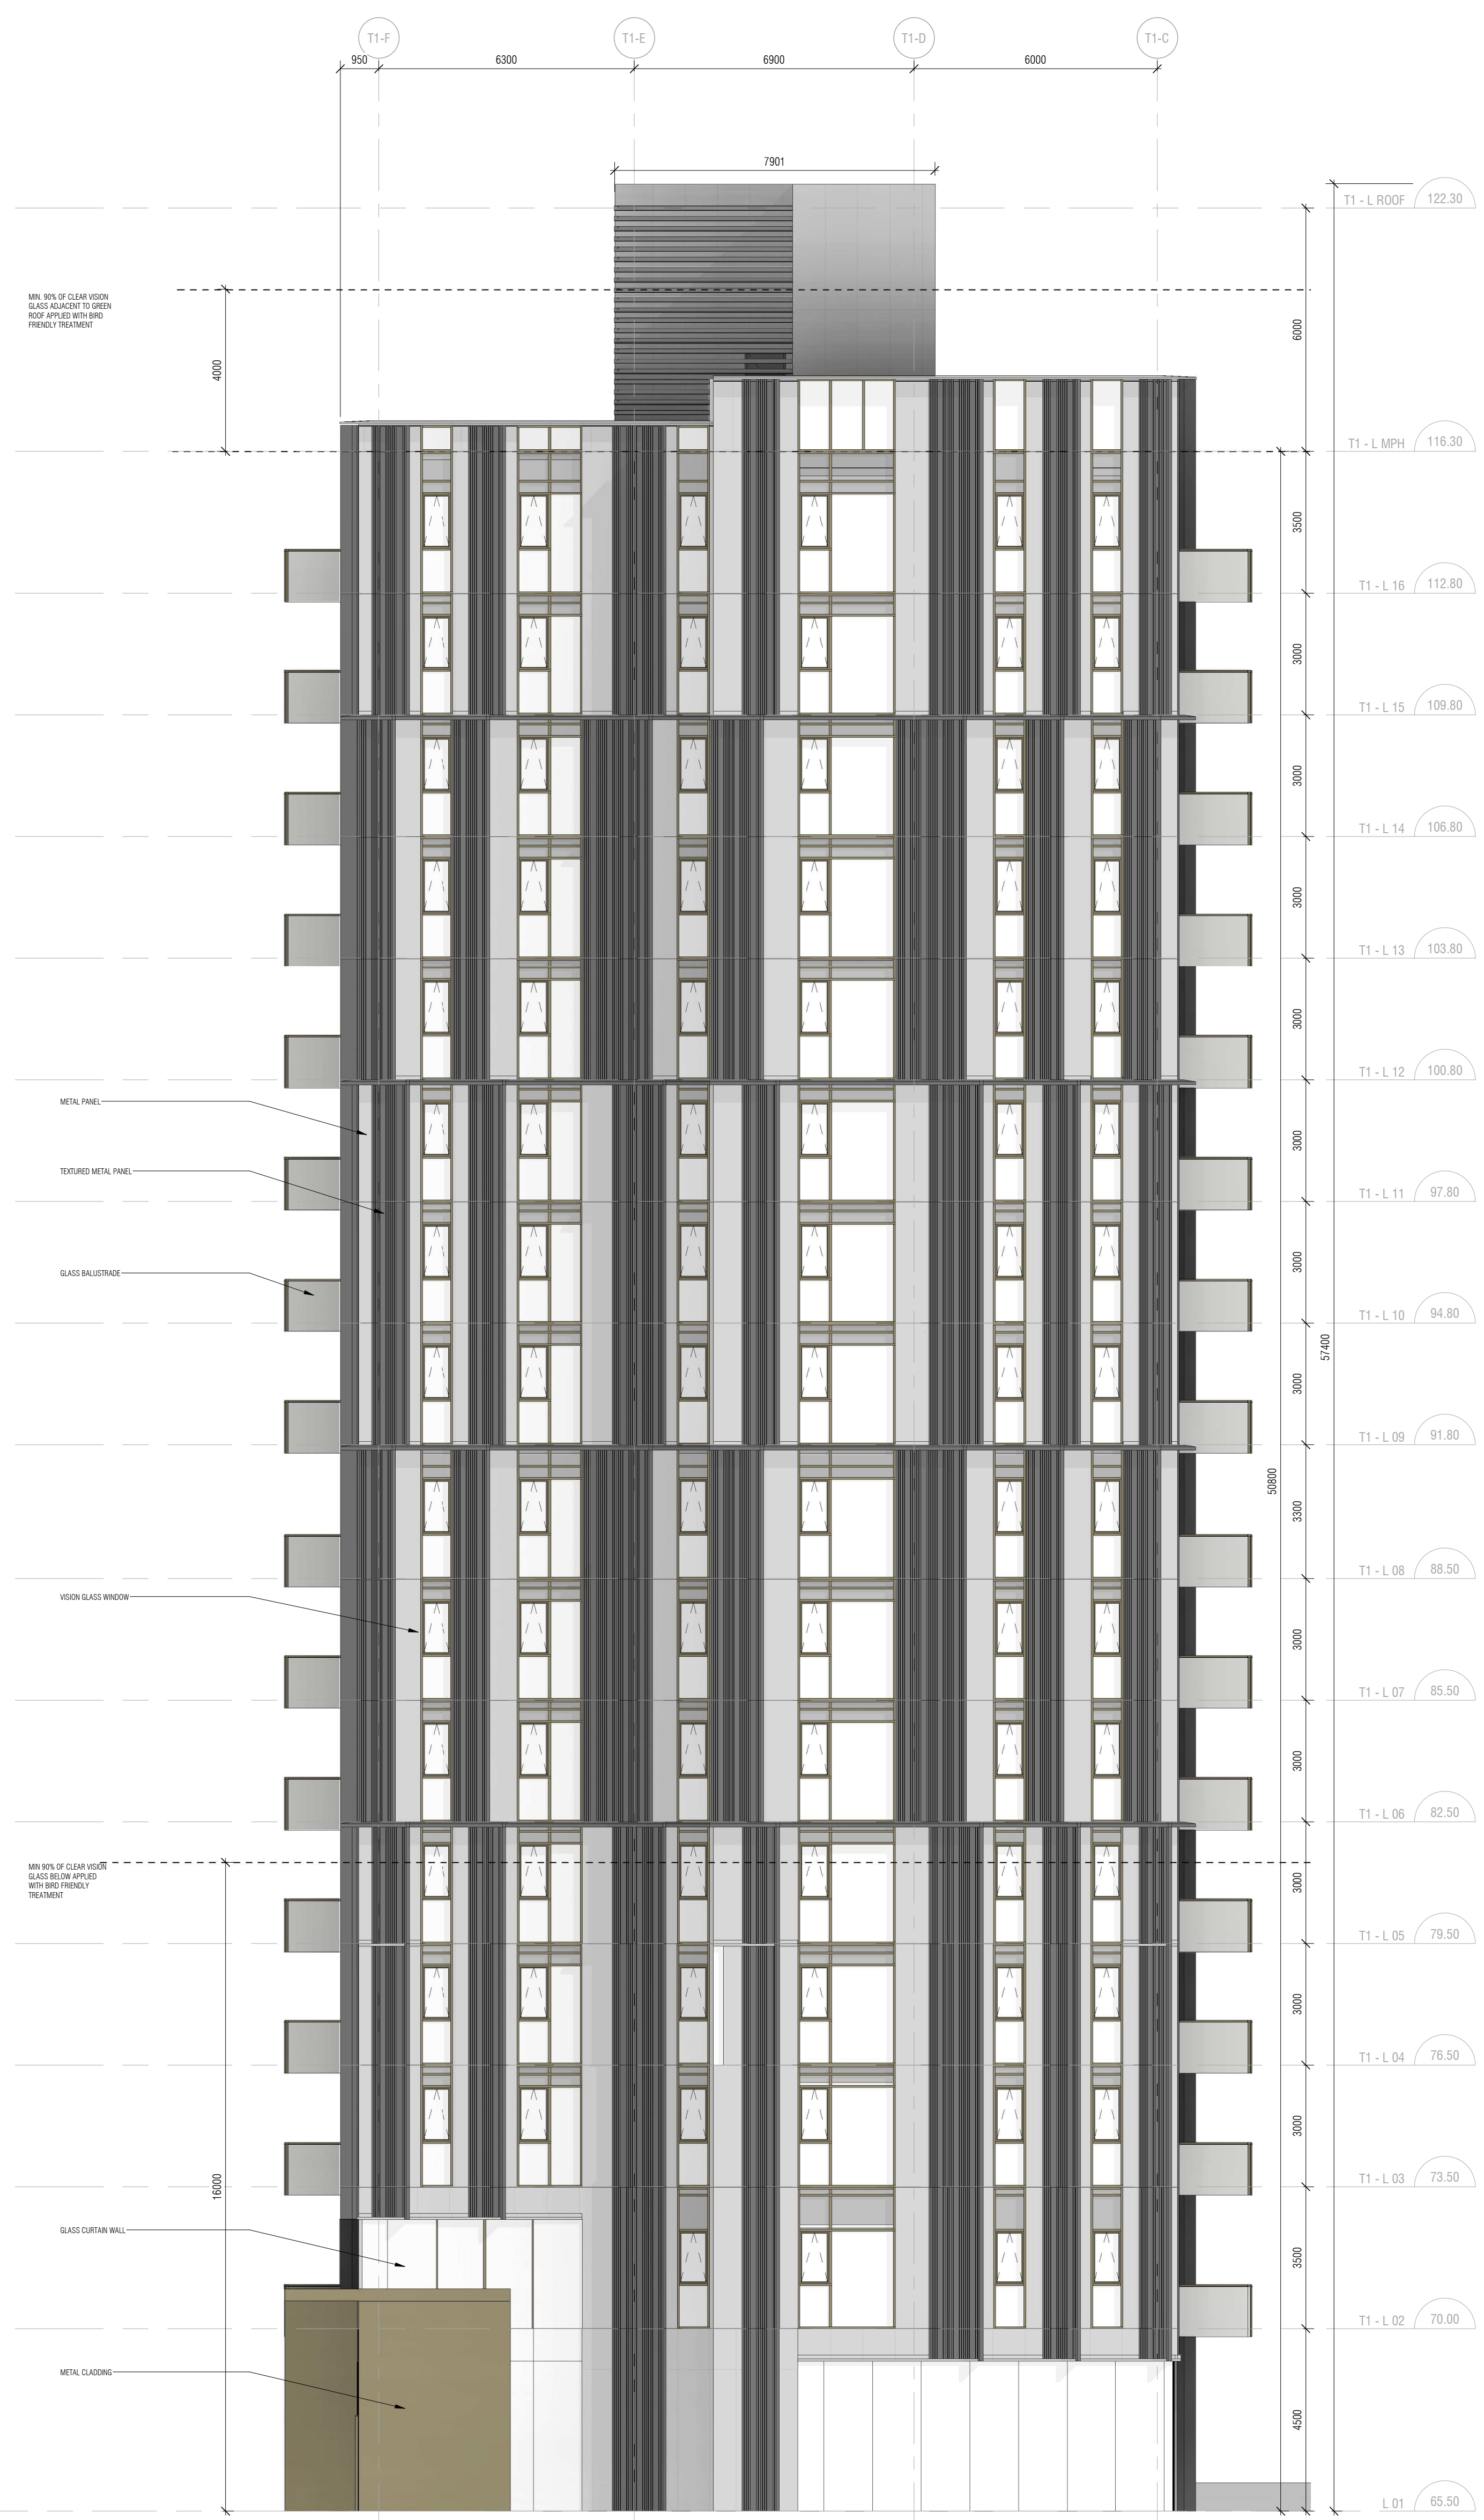 T1-F
T1-E
T1-D
T1-C
950
6300
6900
6000
7901
T1 - L ROOF
122.30
MIN. 90% OF CLEAR VISION
GLASS ADJACENT TO GREEN
ROOF APPLIED WITH BIRD
FRIENDLY TREATMENT
4000
6000
T1 - L MPH
116.30
3500
T1 - L 16
112.80
3000
T1 - L 15
109.80
3000
T1 - L 14
106.80
3000
T1 - L 13
103.80
3000
T1 - L 12
100.80
METAL PANEL
3000
TEXTURED METAL PANEL
T1 - L 11
97.80
3000
GLASS BALUSTRADE
T1 - L 10
94.80
57400
3000
T1 - L 09
91.80
50800
3300
T1 - L 08
88.50
VISION GLASS WINDOW
3000
T1 - L 07
85.50
3000
T1 - L 06
82.50
MIN 90% OF CLEAR VISION
GLASS BELOW APPLIED
WITH BIRD FRIENDLY
TREATMENT
3000
T1 - L 05
79.50
3000
T1 - L 04
76.50
3000
T1 - L 03
73.50
16000
GLASS CURTAIN WALL
3500
T1 - L 02
70.00
METAL CLADDING
4500
L 01
65.50